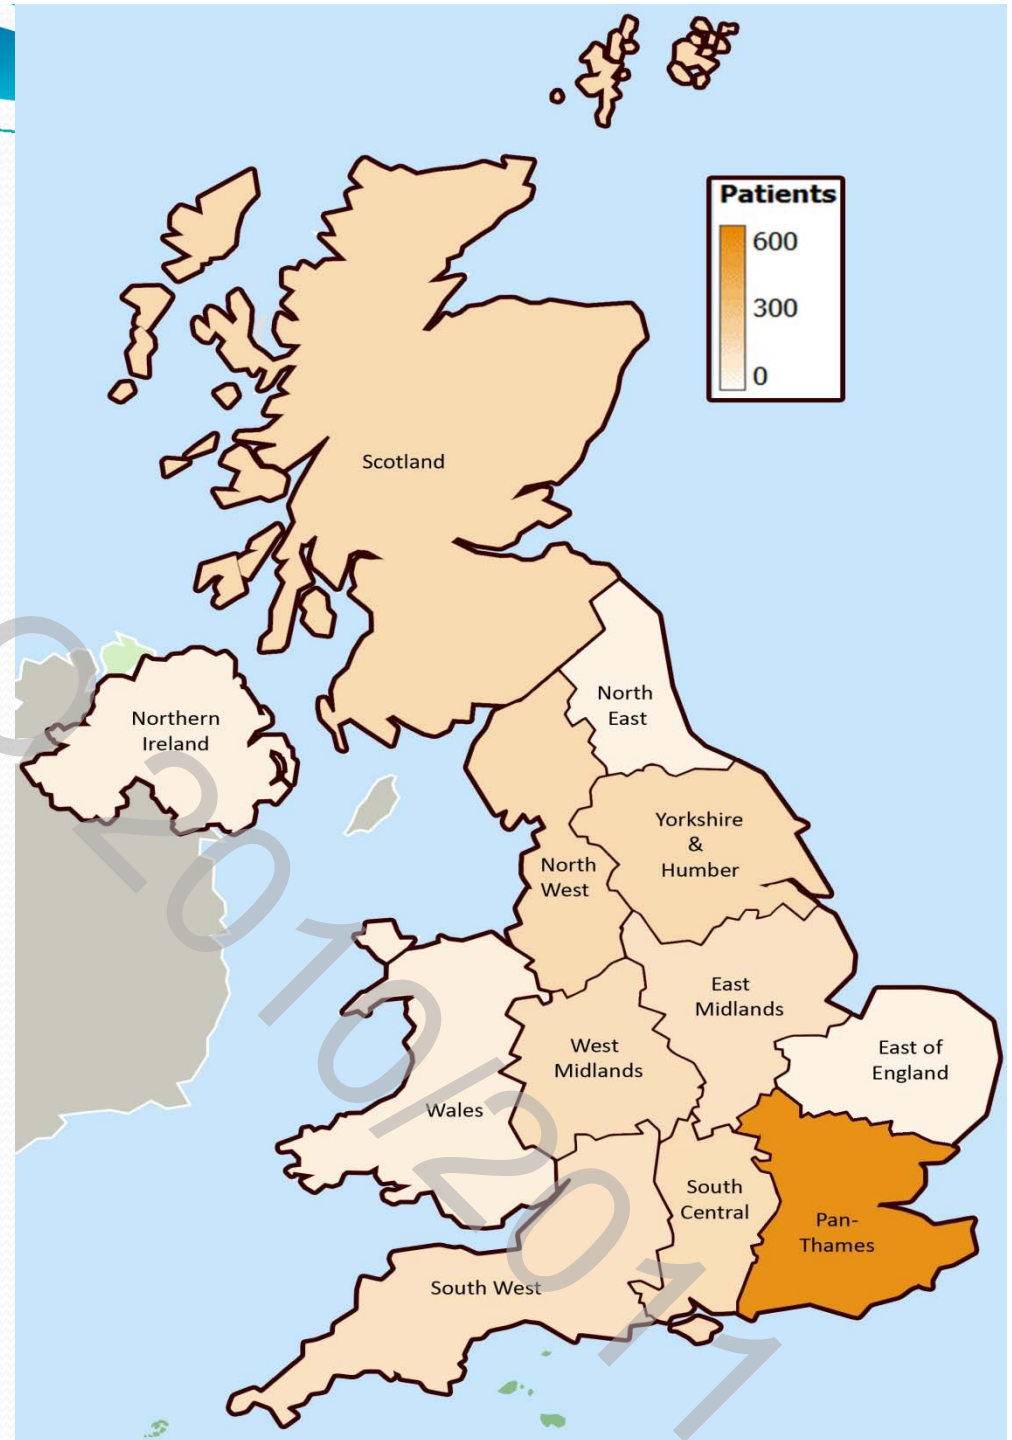 Patients
600
300
0
Scotland
North
East
Northern
Ireland
Yorkshire
&
Humber
North
West
East
Midlands
West
Midlands
East of
England
Wales
South
Central
Pan-
Thames
South West
2010/2011